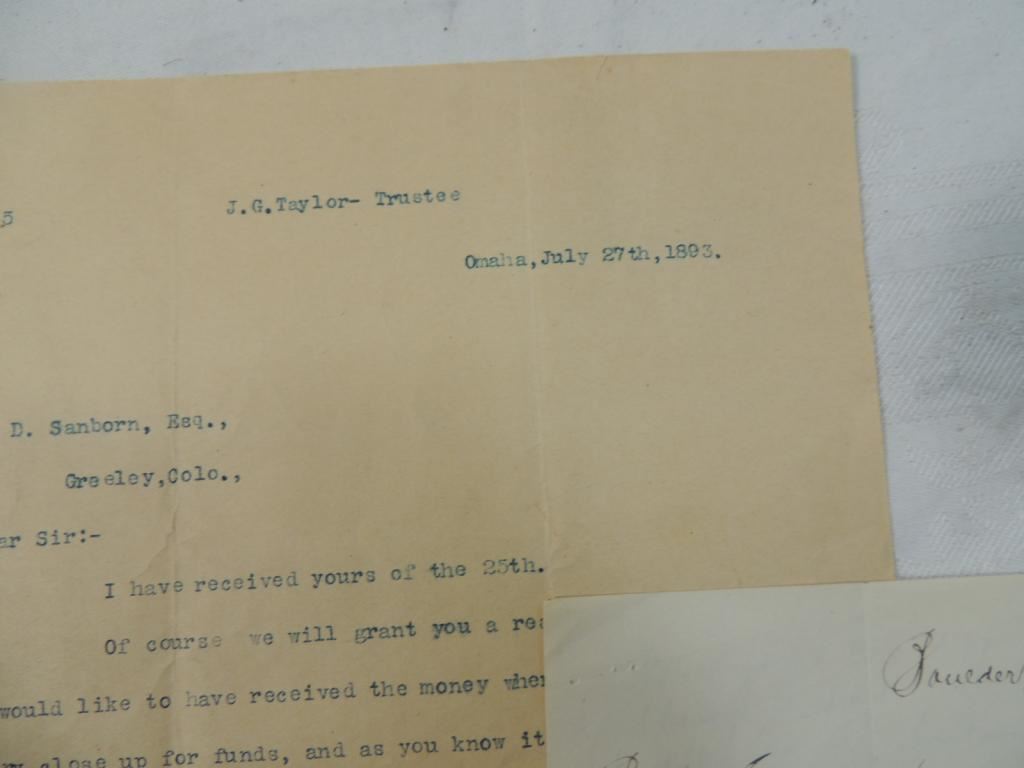 5
J.G.Taylor- Trustee
Omaha,July 27th,1893.
D. Sanborn, Esq.,
Greeley,Colo.,
ar Sir:-
I have received yours of the 25th.
Of course we will grant you a rea
would like to have received the money when
close up for funds, and as you know it